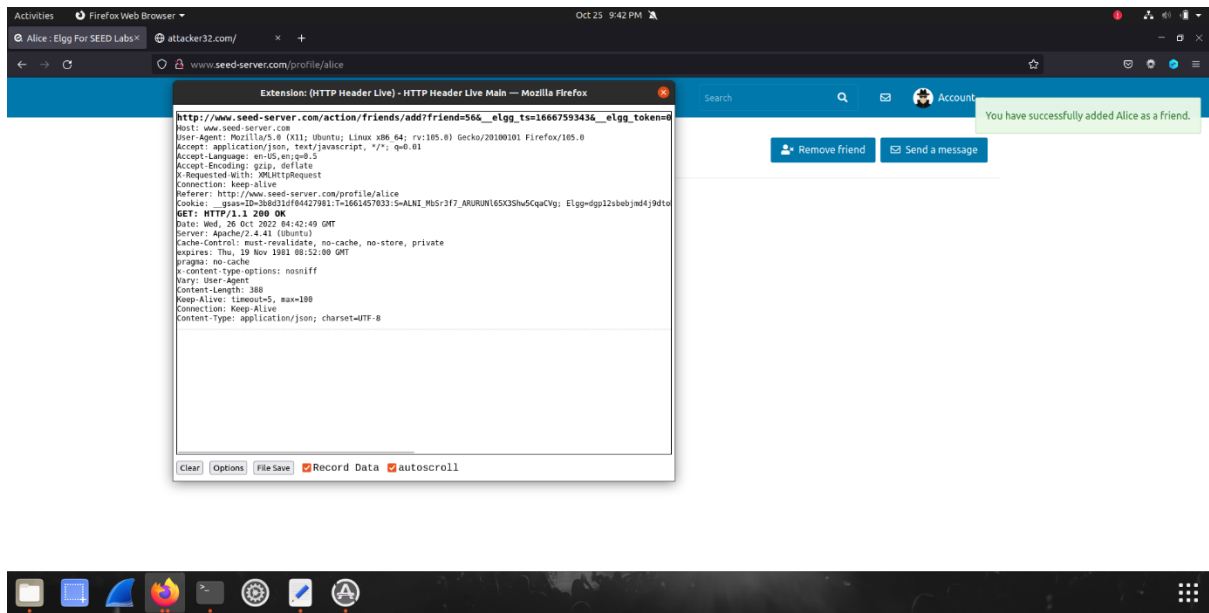 Activities Firefox Web Browser Oct 25 9:42 PM
Alice : Elgg For SEED Labs × attacker32.com/ × +
www.seed-server.com/profile/alice
Extension: (HTTP Header Live) - HTTP Header Live Main — Mozilla Firefox
Search Account
You have successfully added Alice as a friend.
Remove friend Send a message
http://www.seed-server.com/action/friends/add?friend=56&__elgg_ts=1666759343&__elgg_token=0
Host: www.seed-server.com
User-Agent: Mozilla/5.0 (X11; Ubuntu; Linux x86_64; rv:105.0) Gecko/20100101 Firefox/105.0
Accept: application/json, text/javascript, */*; q=0.01
Accept-Language: en-US,en;q=0.5
Accept-Encoding: gzip, deflate
X-Requested-With: XMLHttpRequest
Connection: keep-alive
Referer: http://www.seed-server.com/profile/alice
Cookie: __gsas=ID=3b8d31df04427981:T=1661457033:S=ALNI_MbSr3f7_ARURUNl65X3Shw5CqaCVg; Elgg=dgp12sbebjmd4j9dto
GET: HTTP/1.1 200 OK
Date: Wed, 26 Oct 2022 04:42:49 GMT
Server: Apache/2.4.41 (Ubuntu)
Cache-Control: must-revalidate, no-cache, no-store, private
expires: Thu, 19 Nov 1981 08:52:00 GMT
pragma: no-cache
x-content-type-options: nosniff
Vary: User-Agent
Content-Length: 388
Keep-Alive: timeout=5, max=100
Connection: Keep-Alive
Content-Type: application/json; charset=UTF-8
Clear Options File Save Record Data autoscroll